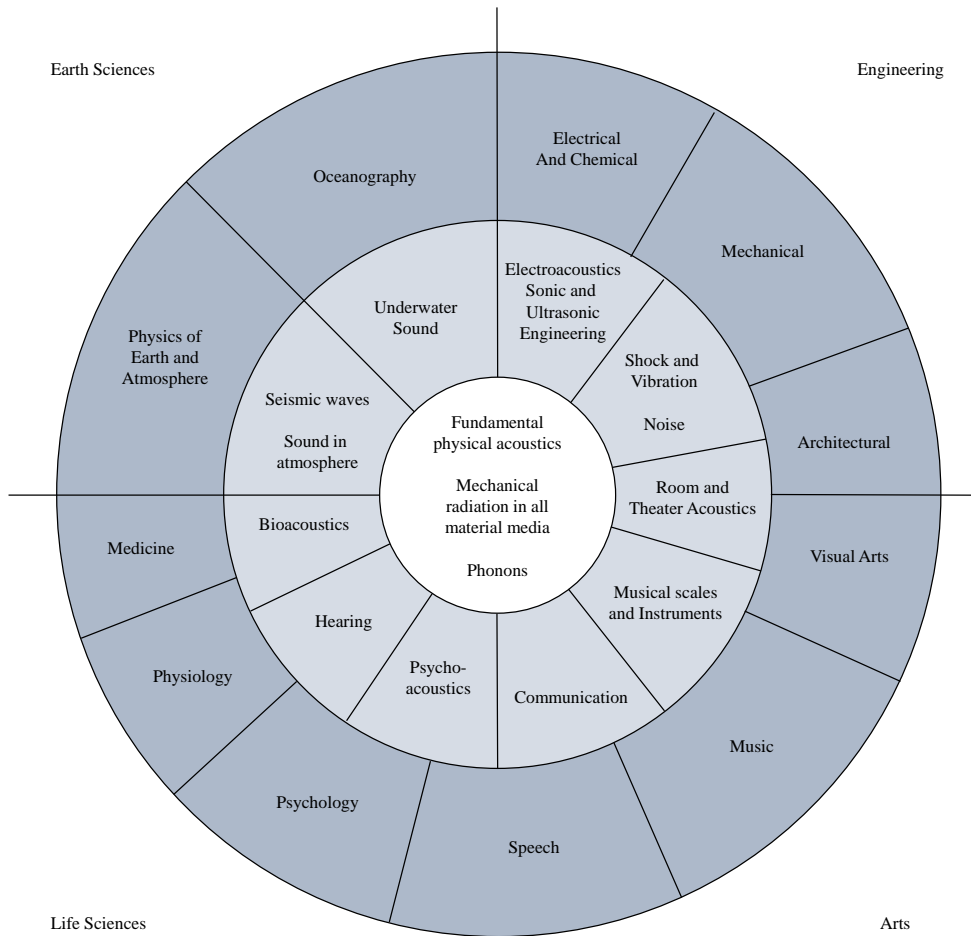 Earth Sciences
Engineering
Electrical
And Chemical
Oceanography
Mechanical
Electroacoustics
Sonic and
Ultrasonic
Engineering
Underwater
Sound
Physics of
Earth and
Atmosphere
Shock and
Vibration
Noise
Seismic waves
Sound in
atmosphere
Fundamental
physical acoustics
Mechanical
radiation in all
material media
Phonons
Architectural
Room and
Theater Acoustics
Bioacoustics
Medicine
Visual Arts
Musical scales
and Instruments
Hearing
Physiology
Psycho-
acoustics
Communication
Music
Psychology
Speech
Life Sciences
Arts